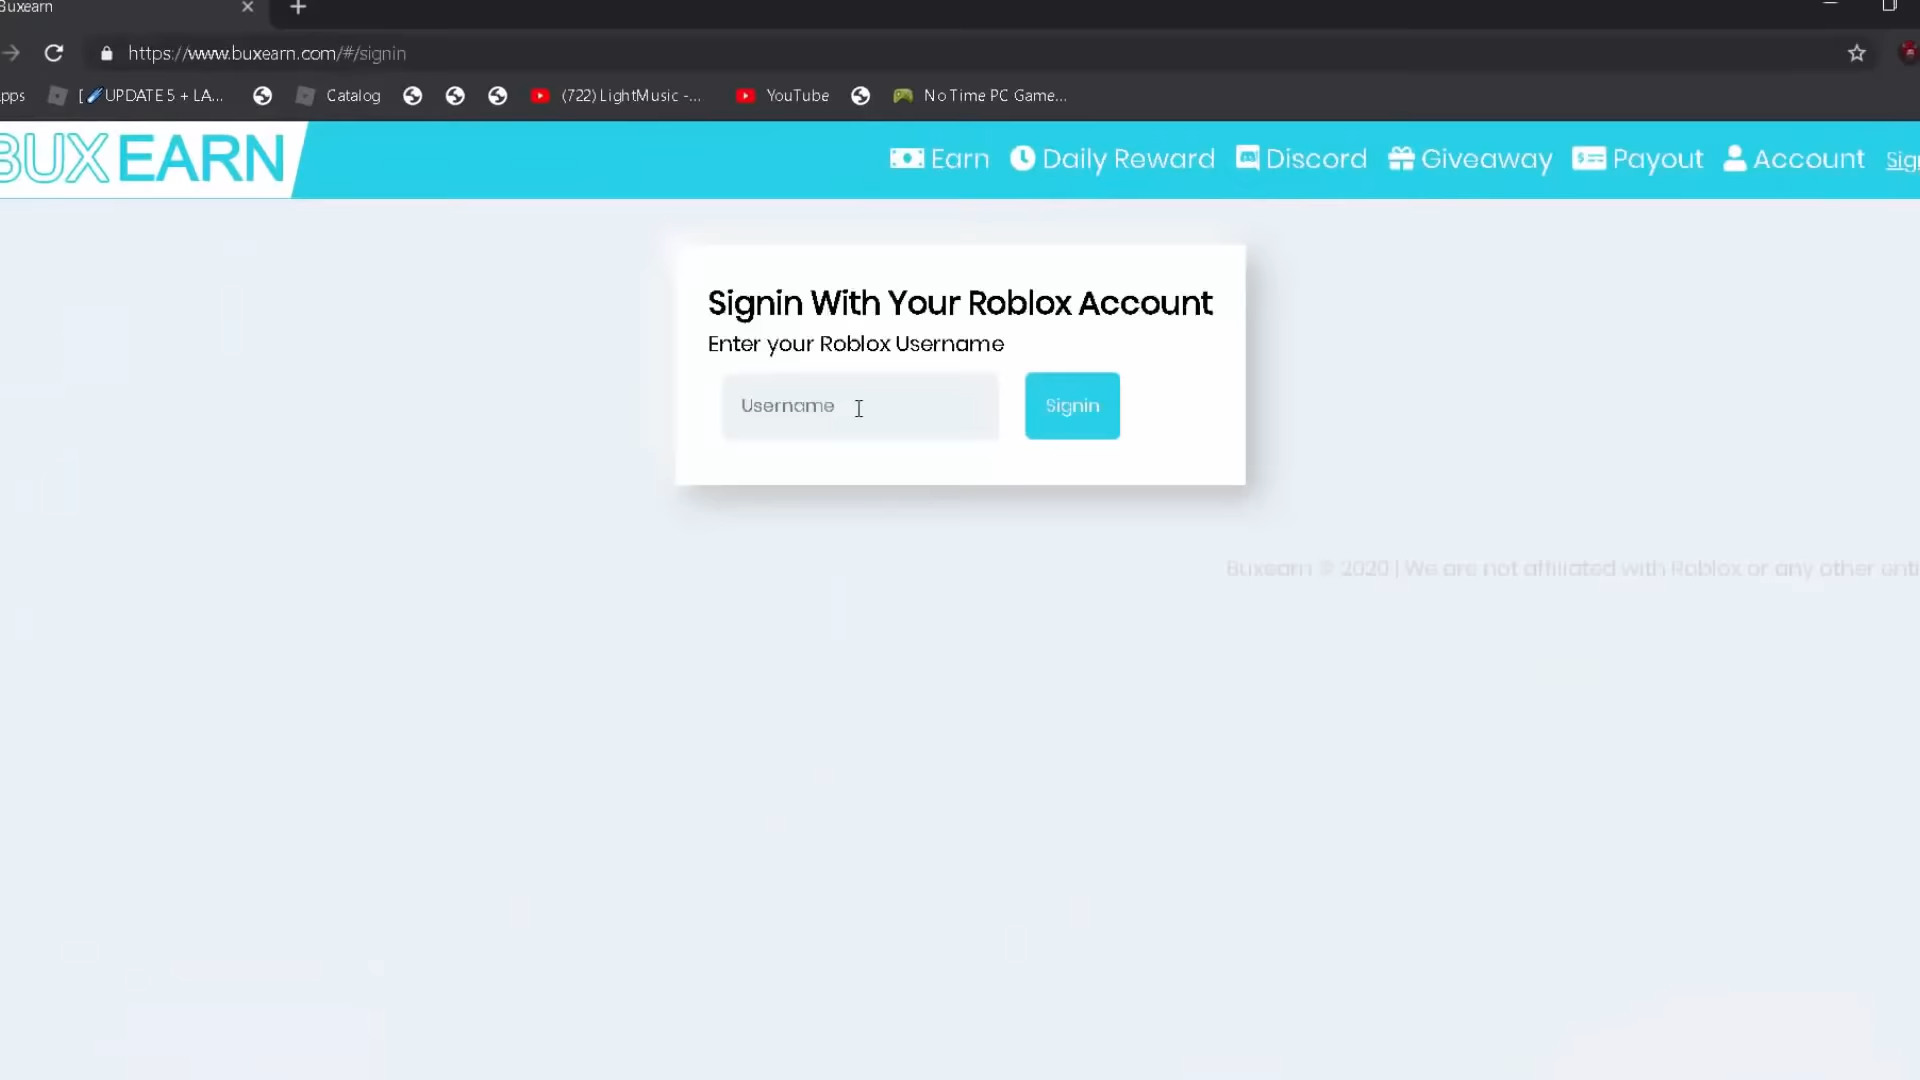 Buxearn
https://www.buxearn.com/#/signin
[ UPDATE 5 + LA...
Catalog
(722) LightMusic -...
YouTube
No Time PC Game...
BUX EARN
Earn
Daily Reward
Discord
Giveaway
Payout
Account
Signin With Your Roblox Account
Enter your Roblox Username
Username
Signin
Buxearn © 2020 | We are not affiliated with Roblox or any other